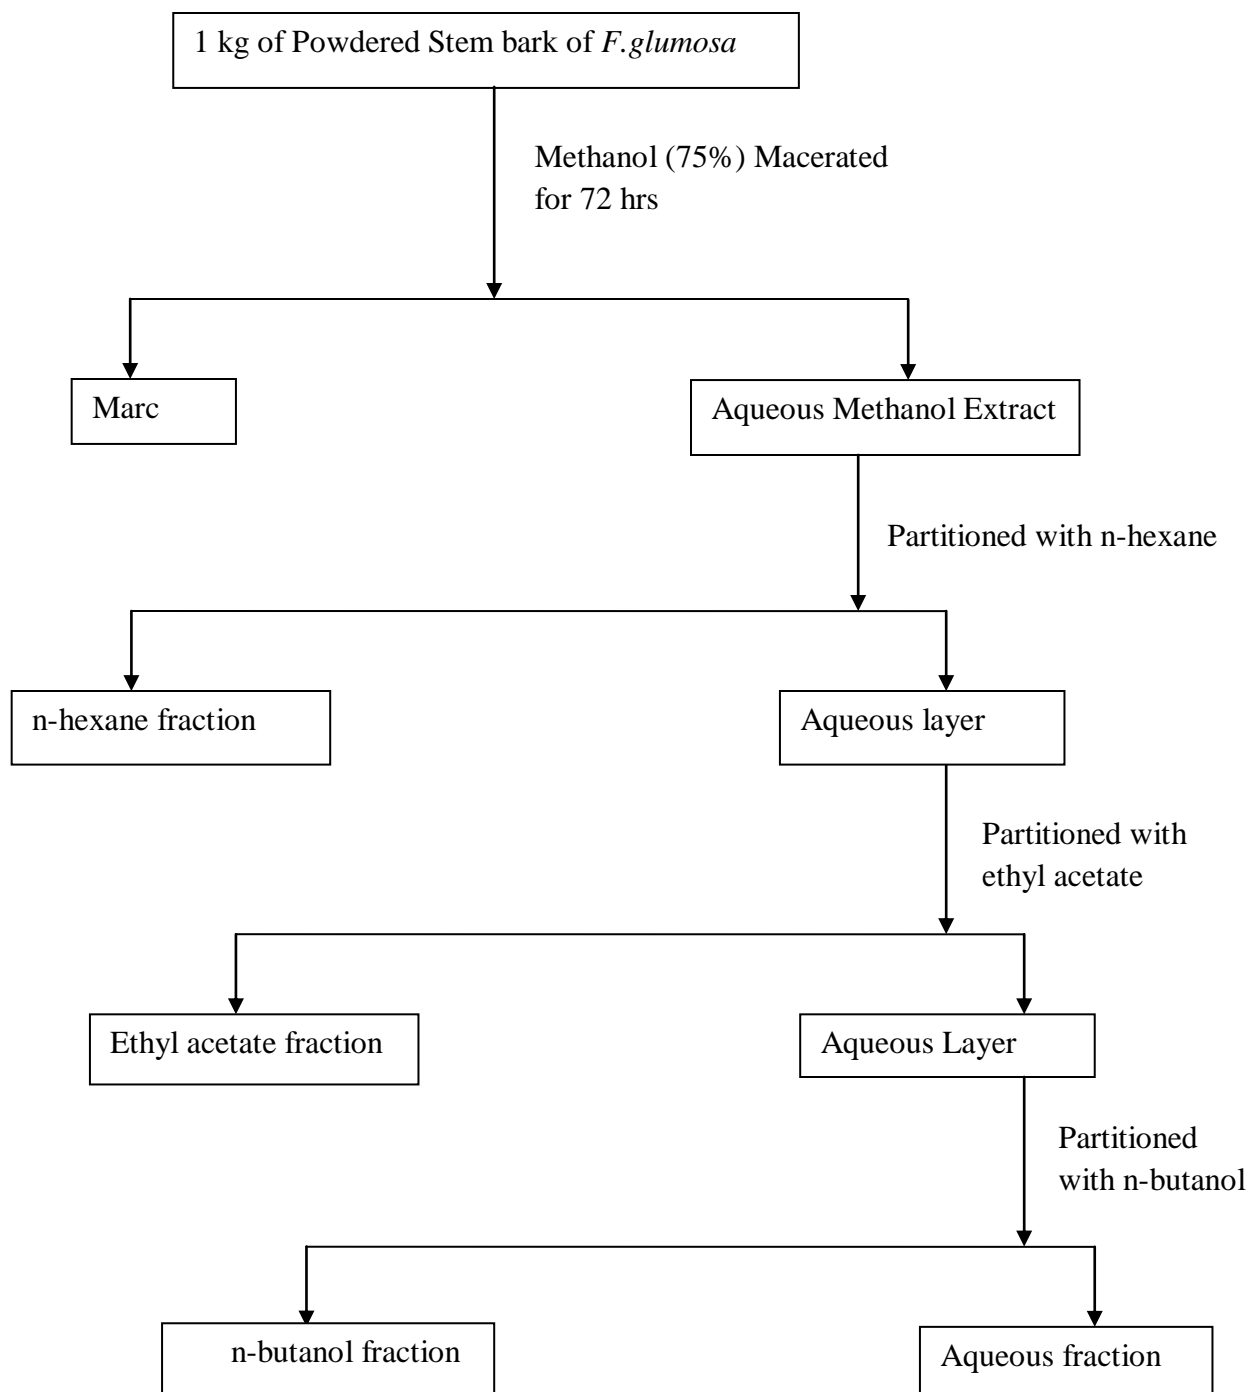 1 kg of Powdered Stem bark of F.glumosa
Methanol (75%) Macerated
for 72 hrs
Marc
Aqueous Methanol Extract
Partitioned with n-hexane
n-hexane fraction
Aqueous layer
Partitioned with
ethyl acetate
Ethyl acetate fraction
Aqueous Layer
Partitioned
with n-butanol
n-butanol fraction
Aqueous fraction